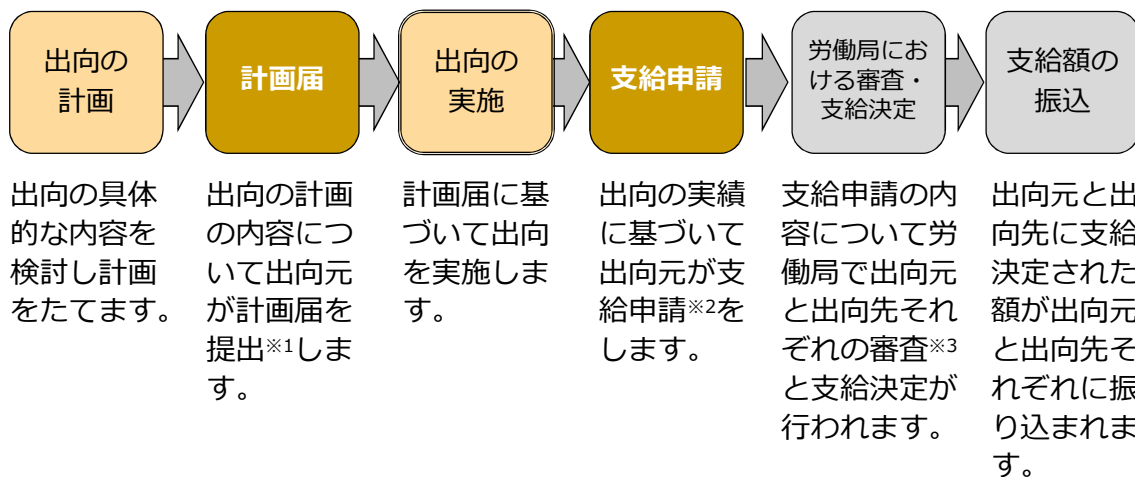 出向の
計画
計画届
出向の
実施
支給申請
労働局にお
ける審査・
支給決定
支給額の
振込
出向の具体
的な内容を
検討し計画
をたてます。
出向の計画
の内容につ
いて出向元
が計画届を
提出※1しま
す。
計画届に基
づいて出向
を実施しま
す。
出向の実績
に基づいて
出向元が支
給申請※2を
します。
支給申請の内
容について労
働局で出向元
と出向先それ
ぞれの審査※3
と支給決定が
行われます。
出向元と出
向先に支給
決定された
額が出向元
と出向先そ
れぞれに振
り込まれま
す。